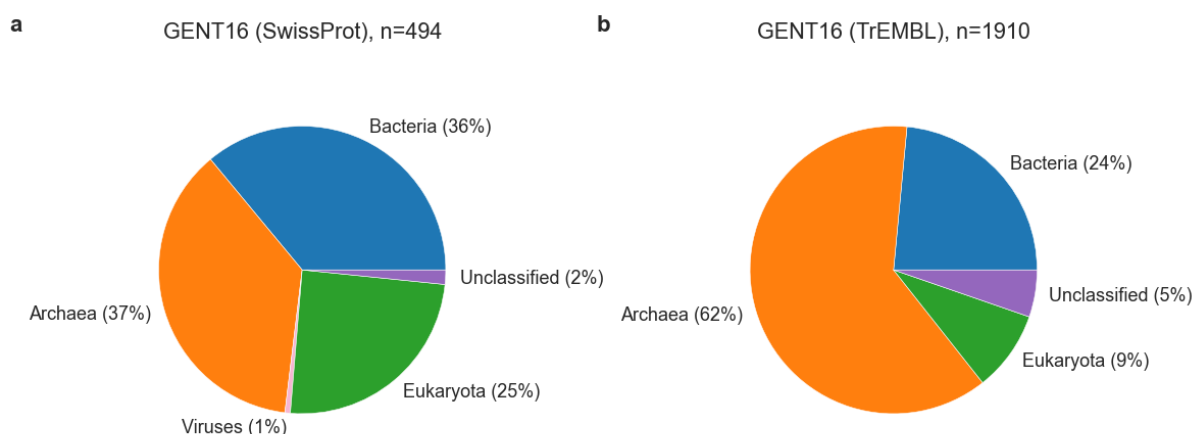 a
GENT16 (SwissProt), n=494
Bacteria (36%)
Unclassified (2%)
Archaea (37%)
Eukaryota (25%)
Viruses (1%)
b
GENT16 (TrEMBL), n=1910
Bacteria (24%)
Unclassified (5%)
Archaea (62%)
Eukaryota (9%)